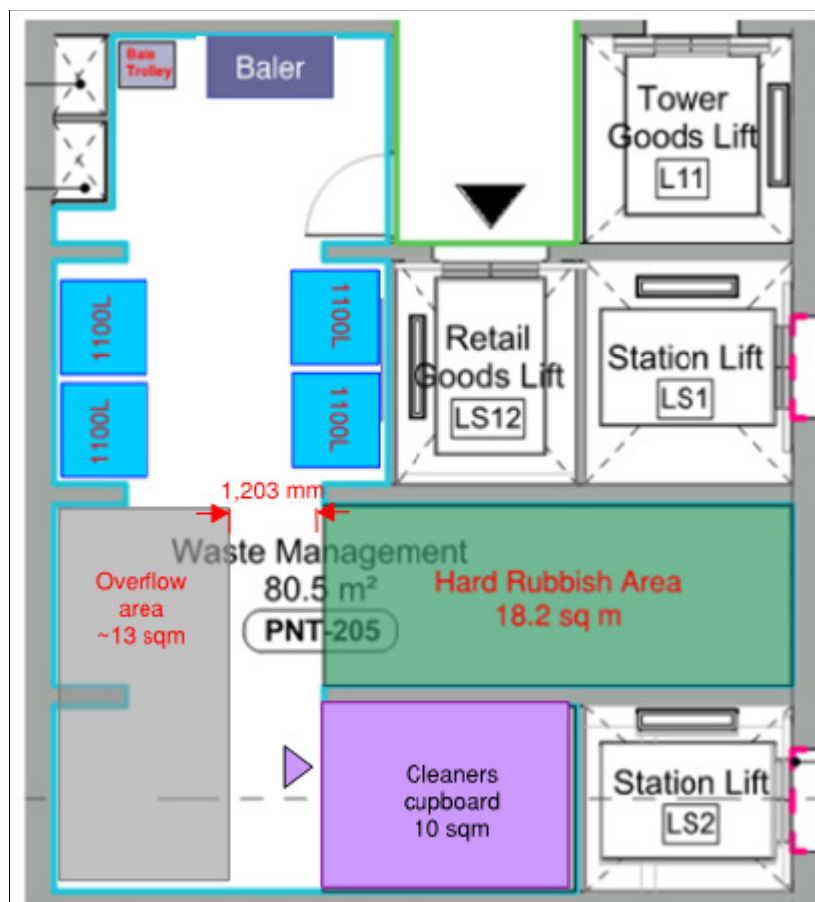 Bale
Trolley
Baler
Tower
Goods Lift
L11
1100L
1100L
1100L
1100L
Retail
Goods Lift
LS12
Station Lift
LS1
1,203 mm
Waste Management
80.5 m²
PNT-205
Overflow
area
~13 sqm
Hard Rubbish Area
18.2 sq m
Cleaners
cupboard
10 sqm
Station Lift
LS2